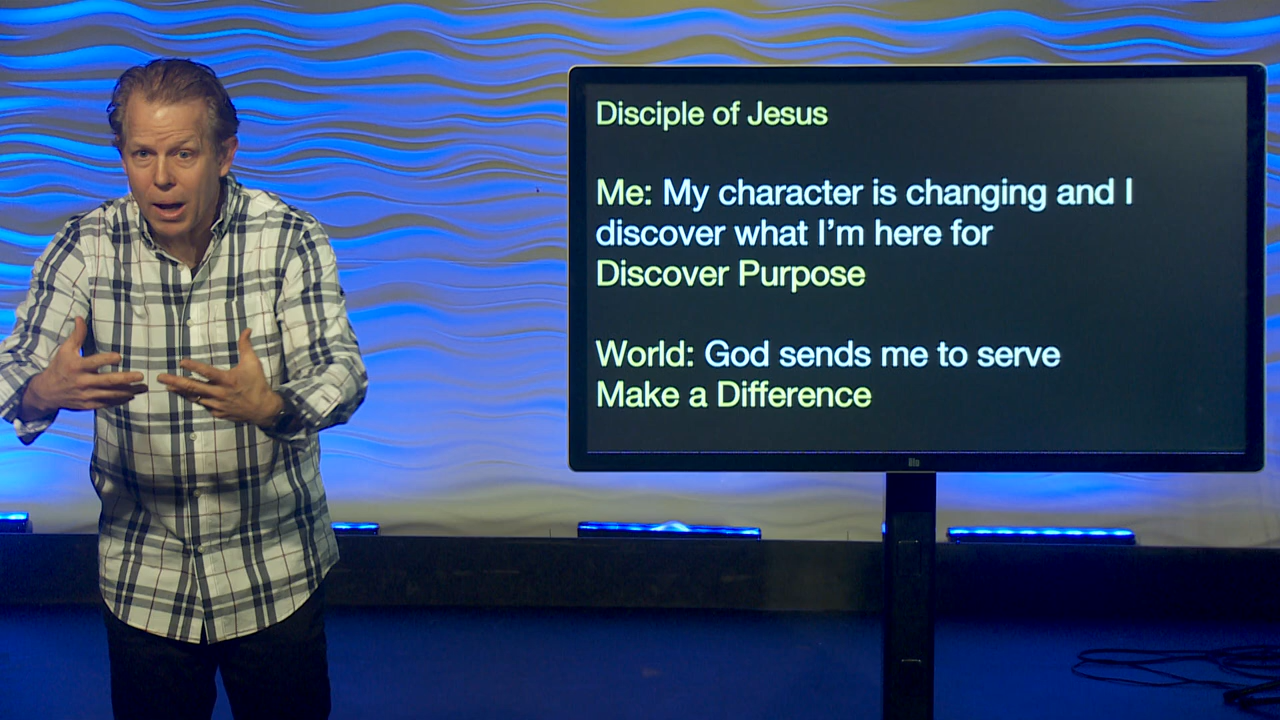 Disciple of Jesus
Me: My character is changing and I
discover what I'm here for
Discover Purpose
World: God sends me to serve
Make a Difference
elo